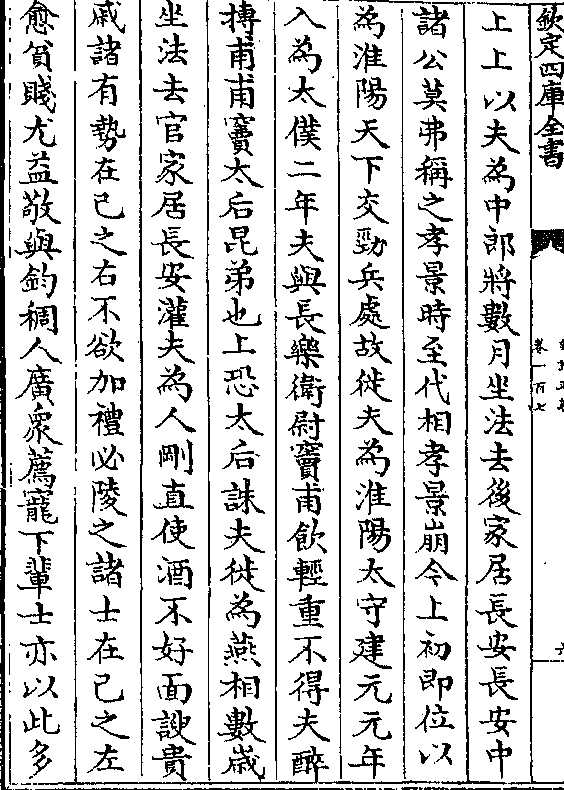 欽定四庫全書
卷一百七
上上以夫為中郎將數月坐法去後家居長安長安中
諸公莫弗稱之孝景時至代相孝景崩今上初即位以
為淮陽天下交勁兵處故徙夫為淮陽太守建元元年
入為太僕二年夫與長樂衛尉竇甫飲輕重不得夫醉
搏甫甫竇太后昆弟也上恐太后誅夫徙為燕相數歳
坐法去官家居長安灌夫為人剛直使酒不好面諛貴
戚諸有勢在己之右不欲加禮必陵之諸士在己之左
愈貧賤尤益敬與鈞稠人廣衆薦寵下輩士亦以此多